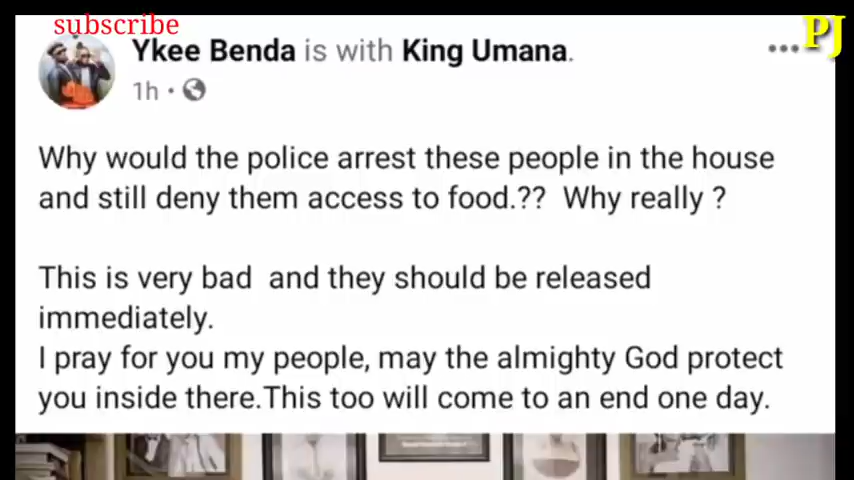 subscribe
PJ
Ykee Benda is with King Umana.
1h
Why would the police arrest these people in the house
and still deny them access to food.?? Why really ?
This is very bad and they should be released
immediately.
I pray for you my people, may the almighty God protect
you inside there.This too will come to an end one day.